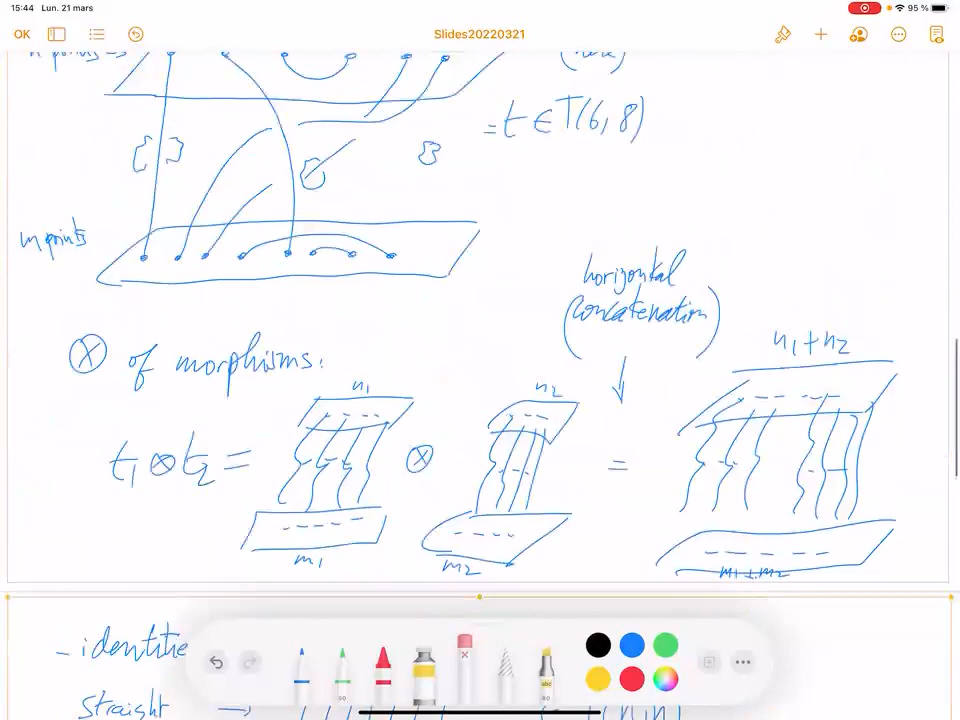 15:44 Lun. 21 mars
95 %
OK
Slides20220321
n points →
= t ∈ T(6, 8)
m points
horizontal
(concatenation)
⊗ of morphisms:
n1 n2 n1+n2
t1 ⊗ t2 = ⊗ =
m1 m2 m1+m2
- identitie
straight →